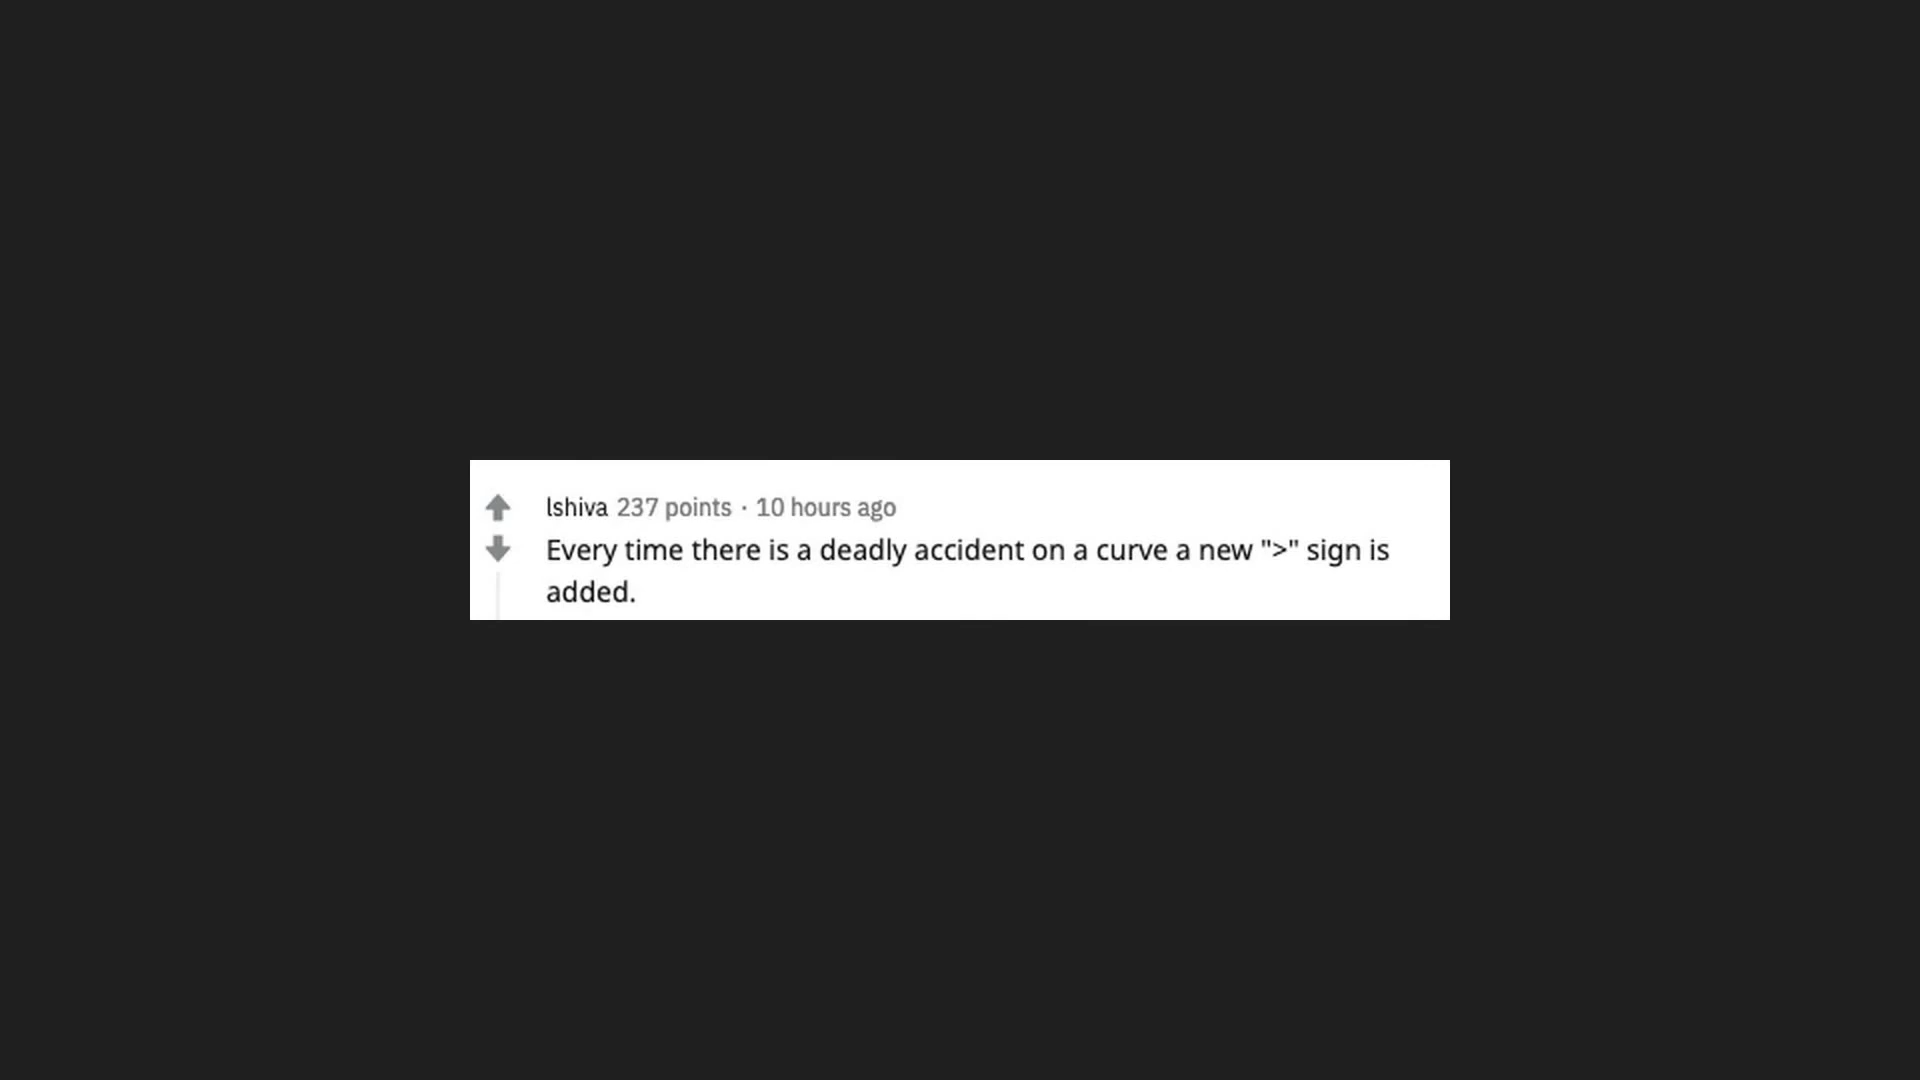 lshiva 237 points · 10 hours ago
Every time there is a deadly accident on a curve a new ">" sign is
added.